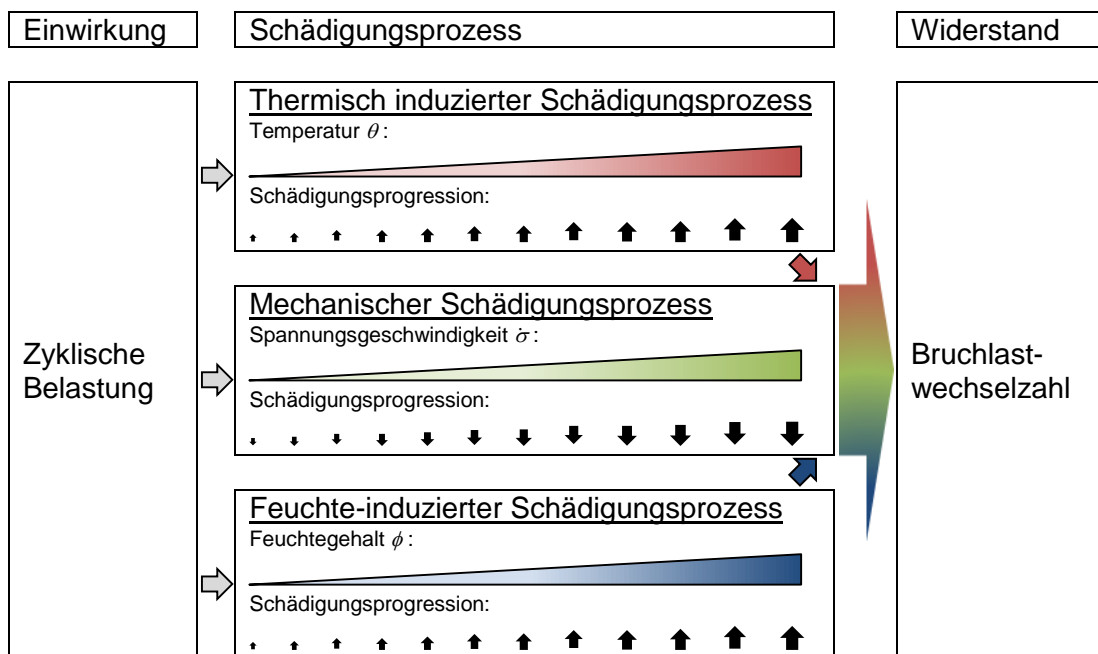 Einwirkung
Schädigungsprozess
Widerstand
Zyklische
Belastung
Thermisch induzierter Schädigungsprozess
Temperatur θ :
Schädigungsprogression:
Mechanischer Schädigungsprozess
Spannungsgeschwindigkeit σ̇ :
Schädigungsprogression:
Feuchte-induzierter Schädigungsprozess
Feuchtegehalt ϕ :
Schädigungsprogression:
Bruchlast-
wechselzahl